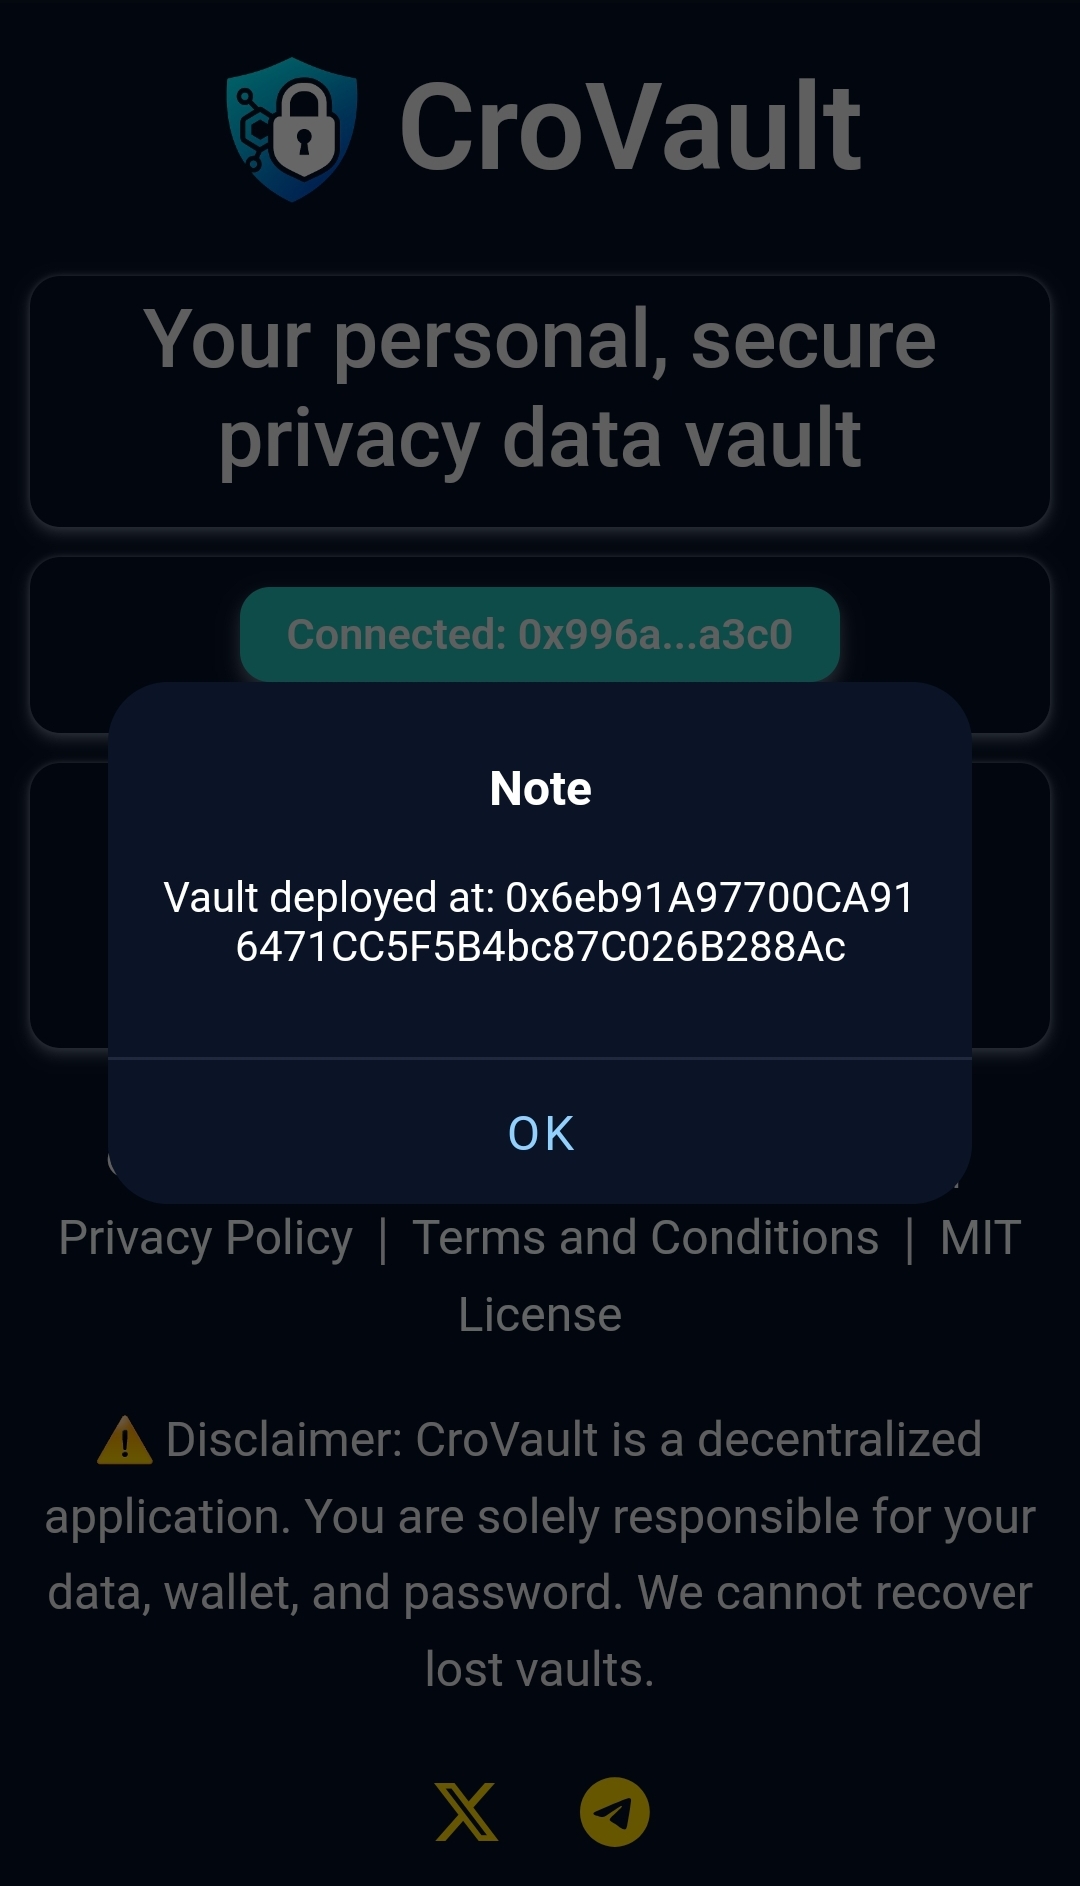 CroVault
Your personal, secure
privacy data vault
Connected: 0x996a...a3c0
Note
Vault deployed at: 0x6eb91A97700CA91
6471CC5F5B4bc87C026B288Ac
OK
Privacy Policy | Terms and Conditions | MIT
License
⚠️ Disclaimer: CroVault is a decentralized
application. You are solely responsible for your
data, wallet, and password. We cannot recover
lost vaults.